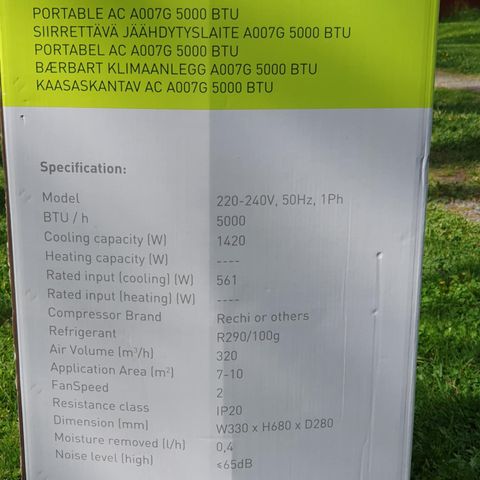 PORTABLE AC A007G 5000 BTU
SIIRRETTÄVÄ JÄÄHDYTYSLAITE A007G 5000 BTU
PORTABEL AC A007G 5000 BTU
BÆRBART KLIMAANLEGG A007G 5000 BTU
KAASASKANTAV AC A007G 5000 BTU
Specification:
Model 220-240V, 50Hz, 1Ph
BTU / h 5000
Cooling capacity (W) 1420
Heating capacity (W) ----
Rated input (cooling) (W) 561
Rated input (heating) (W) ----
Compressor Brand Rechi or others
Refrigerant R290/100g
Air Volume (m³/h) 320
Application Area (m²) 7-10
FanSpeed 2
Resistance class IP20
Dimension (mm) W330 x H680 x D280
Moisture removed (l/h) 0,4
Noise level (high) ≤65dB